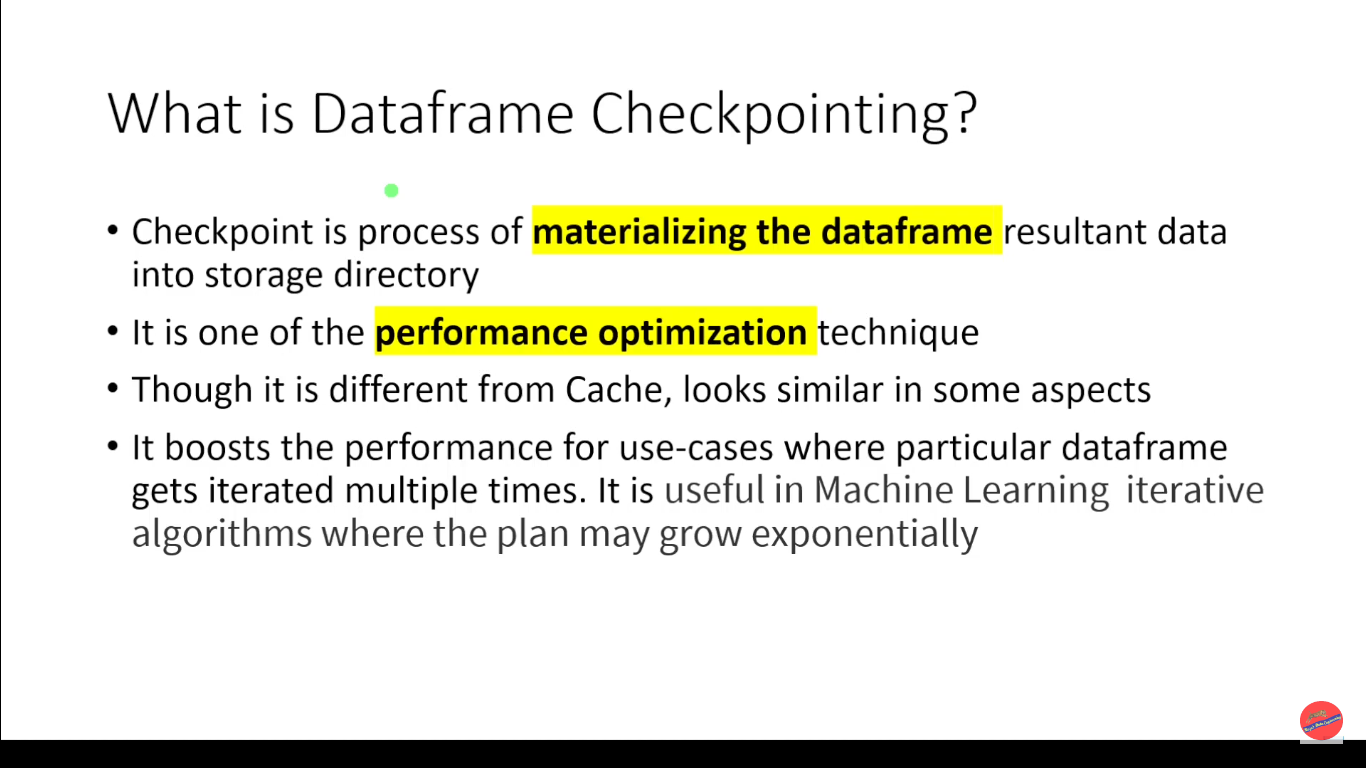 What is Dataframe Checkpointing?
• Checkpoint is process of materializing the dataframe resultant data
into storage directory
• It is one of the performance optimization technique
• Though it is different from Cache, looks similar in some aspects
• It boosts the performance for use-cases where particular dataframe
gets iterated multiple times. It is useful in Machine Learning iterative
algorithms where the plan may grow exponentially